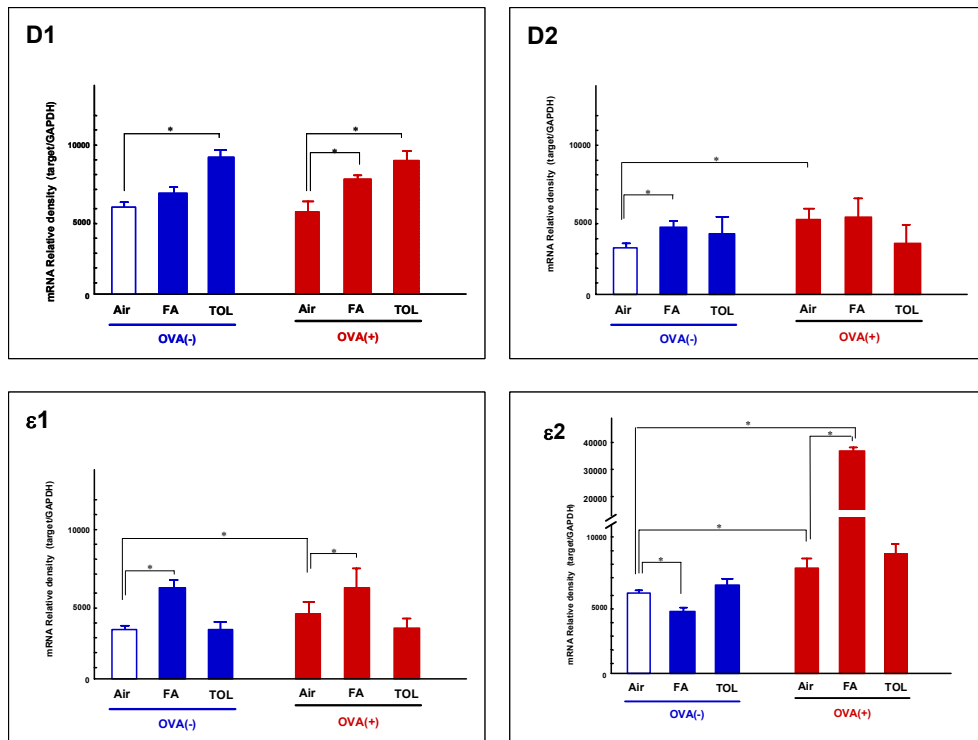 D1
mRNA Relative density (target/GAPDH)
10000
5000
0
*
*
*
Air FA TOL Air FA TOL
OVA(-) OVA(+)
D2
mRNA Relative density (target/GAPDH)
10000
5000
0
*
*
Air FA TOL Air FA TOL
OVA(-) OVA(+)
ε1
mRNA Relative density (target/GAPDH)
10000
5000
0
*
*
*
Air FA TOL Air FA TOL
OVA(-) OVA(+)
ε2
mRNA Relative density (target/GAPDH)
40000
30000
20000
10000
5000
0
*
*
*
*
Air FA TOL Air FA TOL
OVA(-) OVA(+)